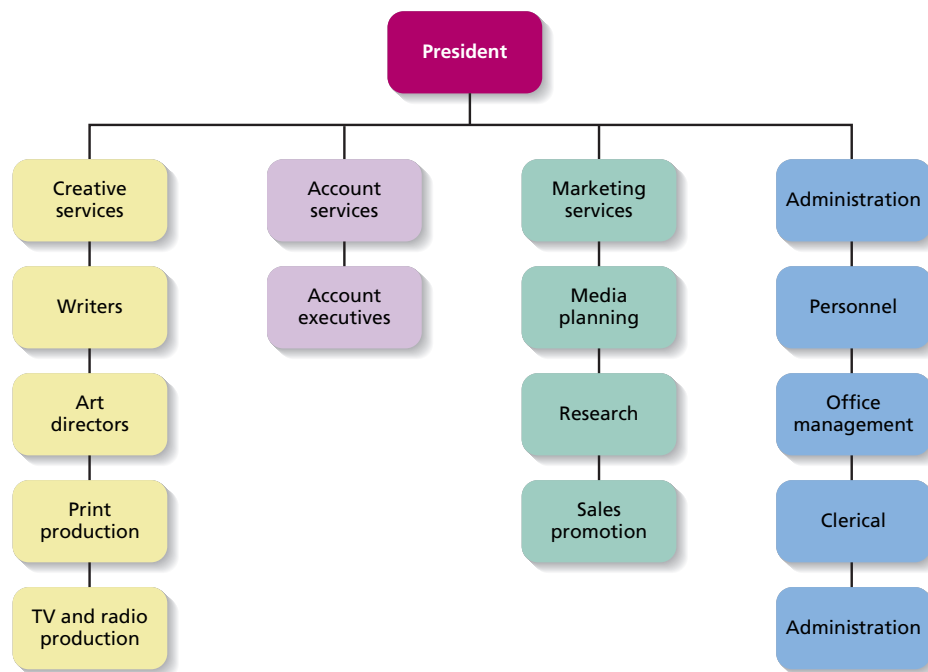 President
Creative
services
Account
services
Marketing
services
Administration
Writers
Account
executives
Media
planning
Personnel
Art
directors
Research
Office
management
Print
production
Sales
promotion
Clerical
TV and radio
production
Administration